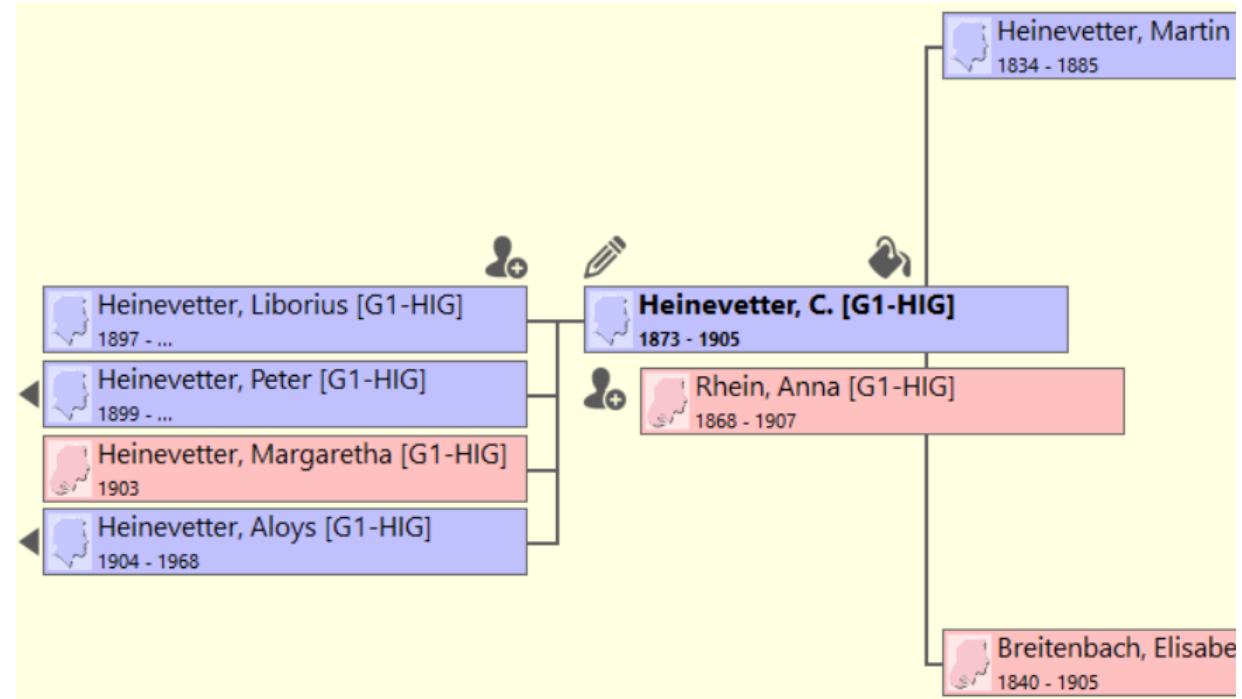 Heinevetter, Martin
1834 - 1885
Heinevetter, Liborius [G1-HIG]
1897 - ...
Heinevetter, Peter [G1-HIG]
1899 - ...
Heinevetter, Margaretha [G1-HIG]
1903
Heinevetter, Aloys [G1-HIG]
1904 - 1968
Heinevetter, C. [G1-HIG]
1873 - 1905
Rhein, Anna [G1-HIG]
1868 - 1907
Breitenbach, Elisabe
1840 - 1905